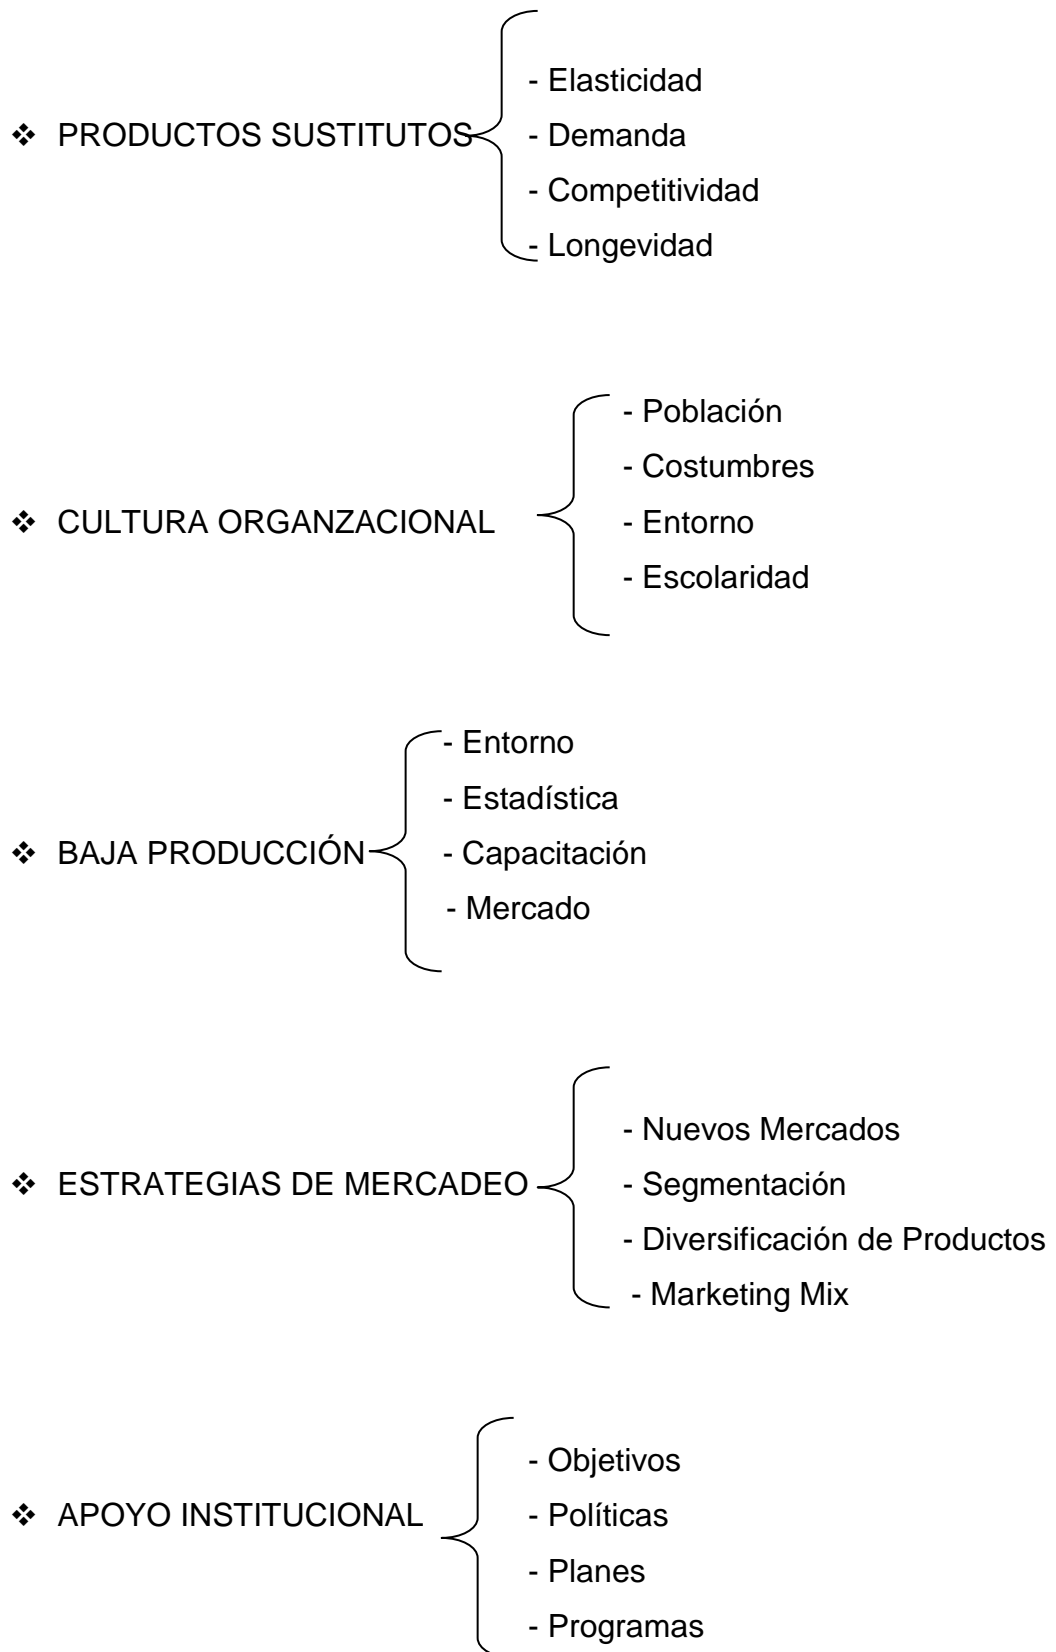 - Elasticidad
❖ PRODUCTOS SUSTITUTOS - Demanda
- Competitividad
- Longevidad
- Población
- Costumbres
❖ CULTURA ORGANZACIONAL - Entorno
- Escolaridad
- Entorno
- Estadística
❖ BAJA PRODUCCIÓN - Capacitación
- Mercado
- Nuevos Mercados
❖ ESTRATEGIAS DE MERCADEO - Segmentación
- Diversificación de Productos
- Marketing Mix
- Objetivos
❖ APOYO INSTITUCIONAL - Políticas
- Planes
- Programas